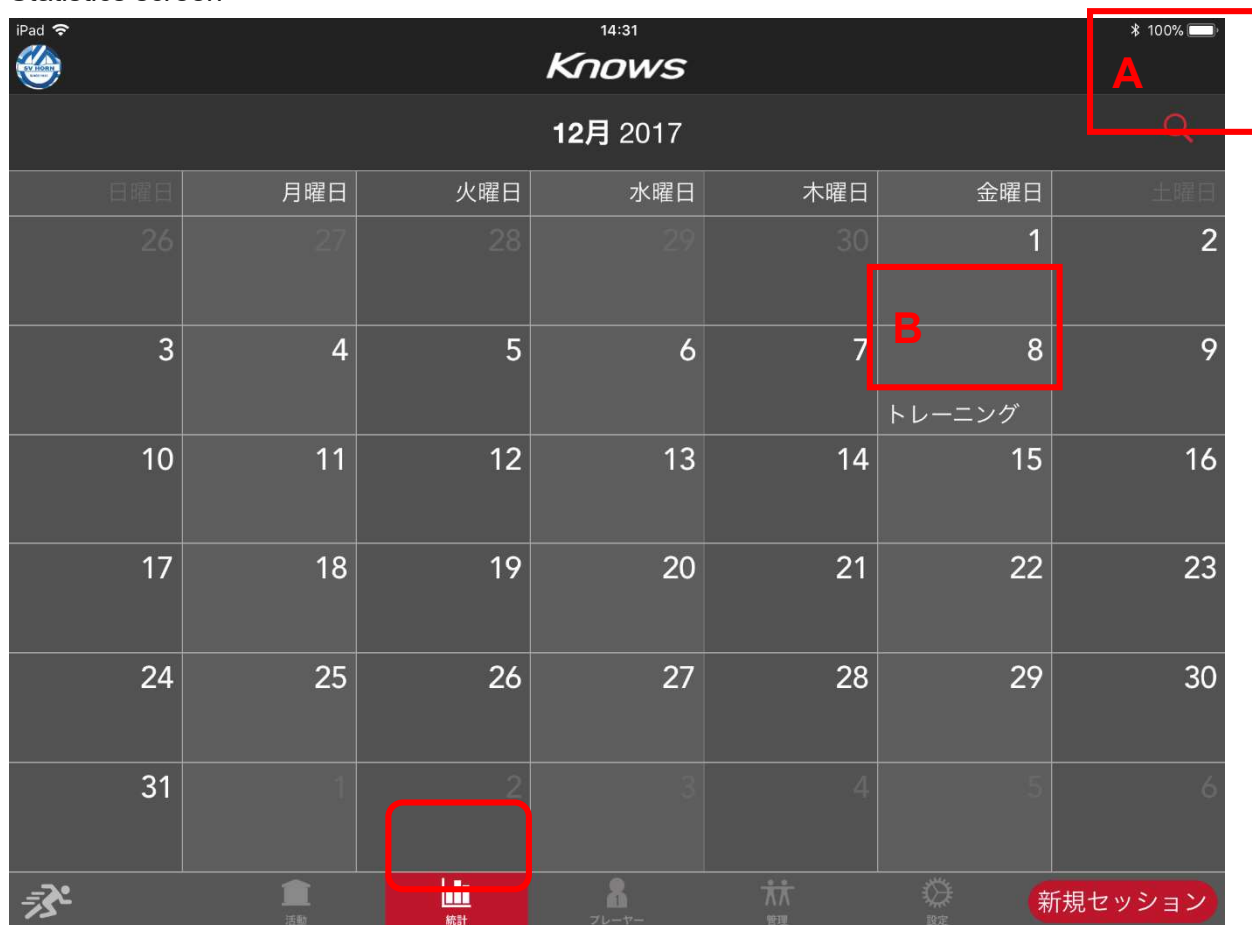 Statistics screen
iPad 14:31 100%
SV HORN
Knows
A
12月 2017
日曜日 月曜日 火曜日 水曜日 木曜日 金曜日 土曜日
26 27 28 29 30 1 2
B
3 4 5 6 7 8 9
トレーニング
10 11 12 13 14 15 16
17 18 19 20 21 22 23
24 25 26 27 28 29 30
31 1 2 3 4 5 6
活動 統計 プレーヤー 管理 設定 新規セッション